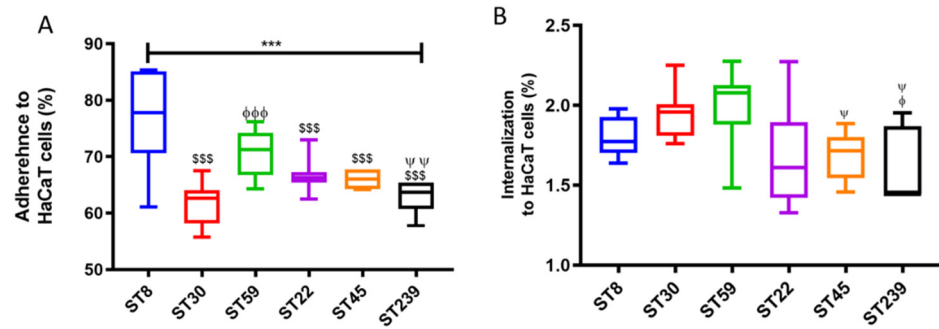 A
Adherehnce to
HaCaT cells (%)
90
80
70
60
50
***
$$$
ϕϕϕ
$$$
$$$
ψ ψ
$$$
ST8
ST30
ST59
ST22
ST45
ST239
B
Internalization
to HaCaT cells (%)
2.5
2.0
1.5
1.0
ψ
ψ
ϕ
ST8
ST30
ST59
ST22
ST45
ST239